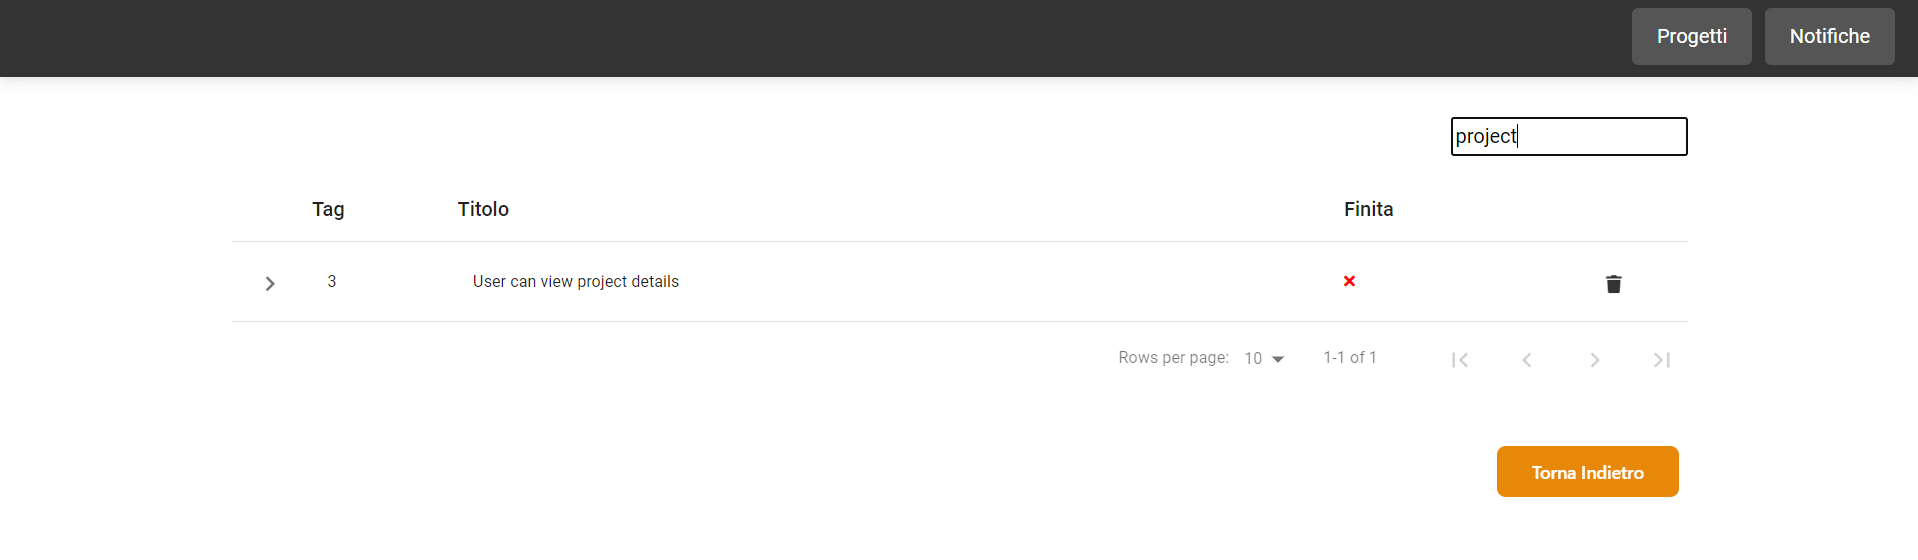 Progetti Notifiche
project
Tag Titolo Finita
3 User can view project details
Rows per page: 10 1-1 of 1
Torna Indietro